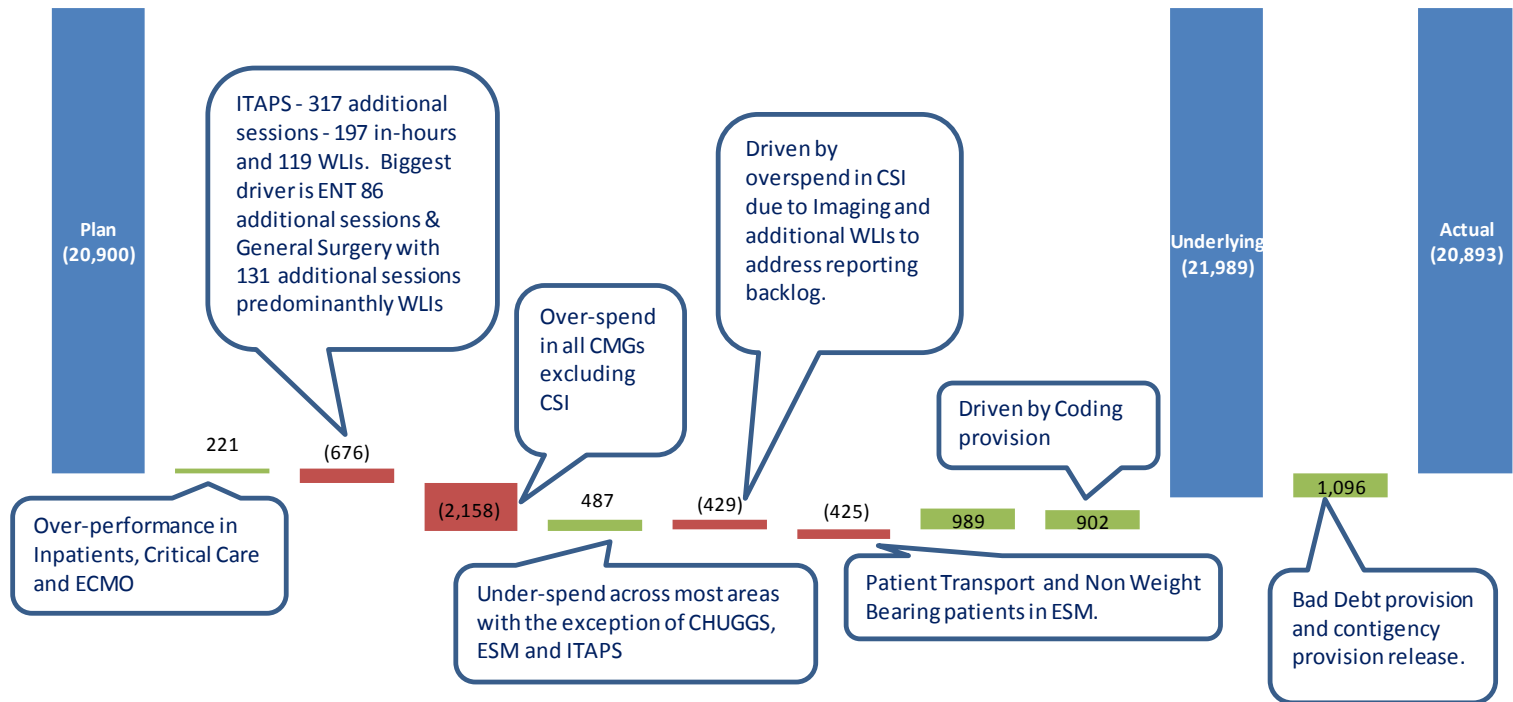 Plan
(20,900)
221
Over-performance in
Inpatients, Critical Care
and ECMO
ITAPS - 317 additional
sessions - 197 in-hours
and 119 WLIs.  Biggest
driver is ENT 86
additional sessions &
General Surgery with
131 additional sessions
predominanthly WLIs
(676)
Over-spend
in all CMGs
excluding
CSI
(2,158)
487
Under-spend across most areas
with the exception of CHUGGS,
ESM and ITAPS
Driven by
overspend in CSI
due to Imaging and
additional WLIs to
address reporting
backlog.
(429)
(425)
Patient Transport  and Non Weight
Bearing patients in ESM.
989
Driven by Coding
provision
902
Underlying
(21,989)
1,096
Bad Debt provision
and contigency
provision release.
Actual
(20,893)